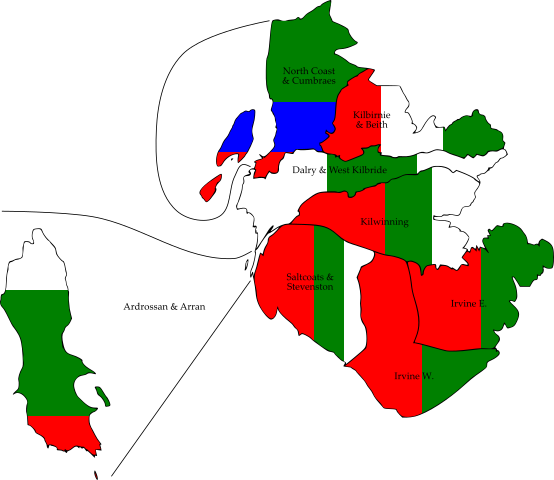 North Coast
& Cumbraes
Kilbirnie
& Beith
Dalry & West Kilbride
Kilwinning
Saltcoats &
Stevenston
Irvine E.
Ardrossan & Arran
Irvine W.